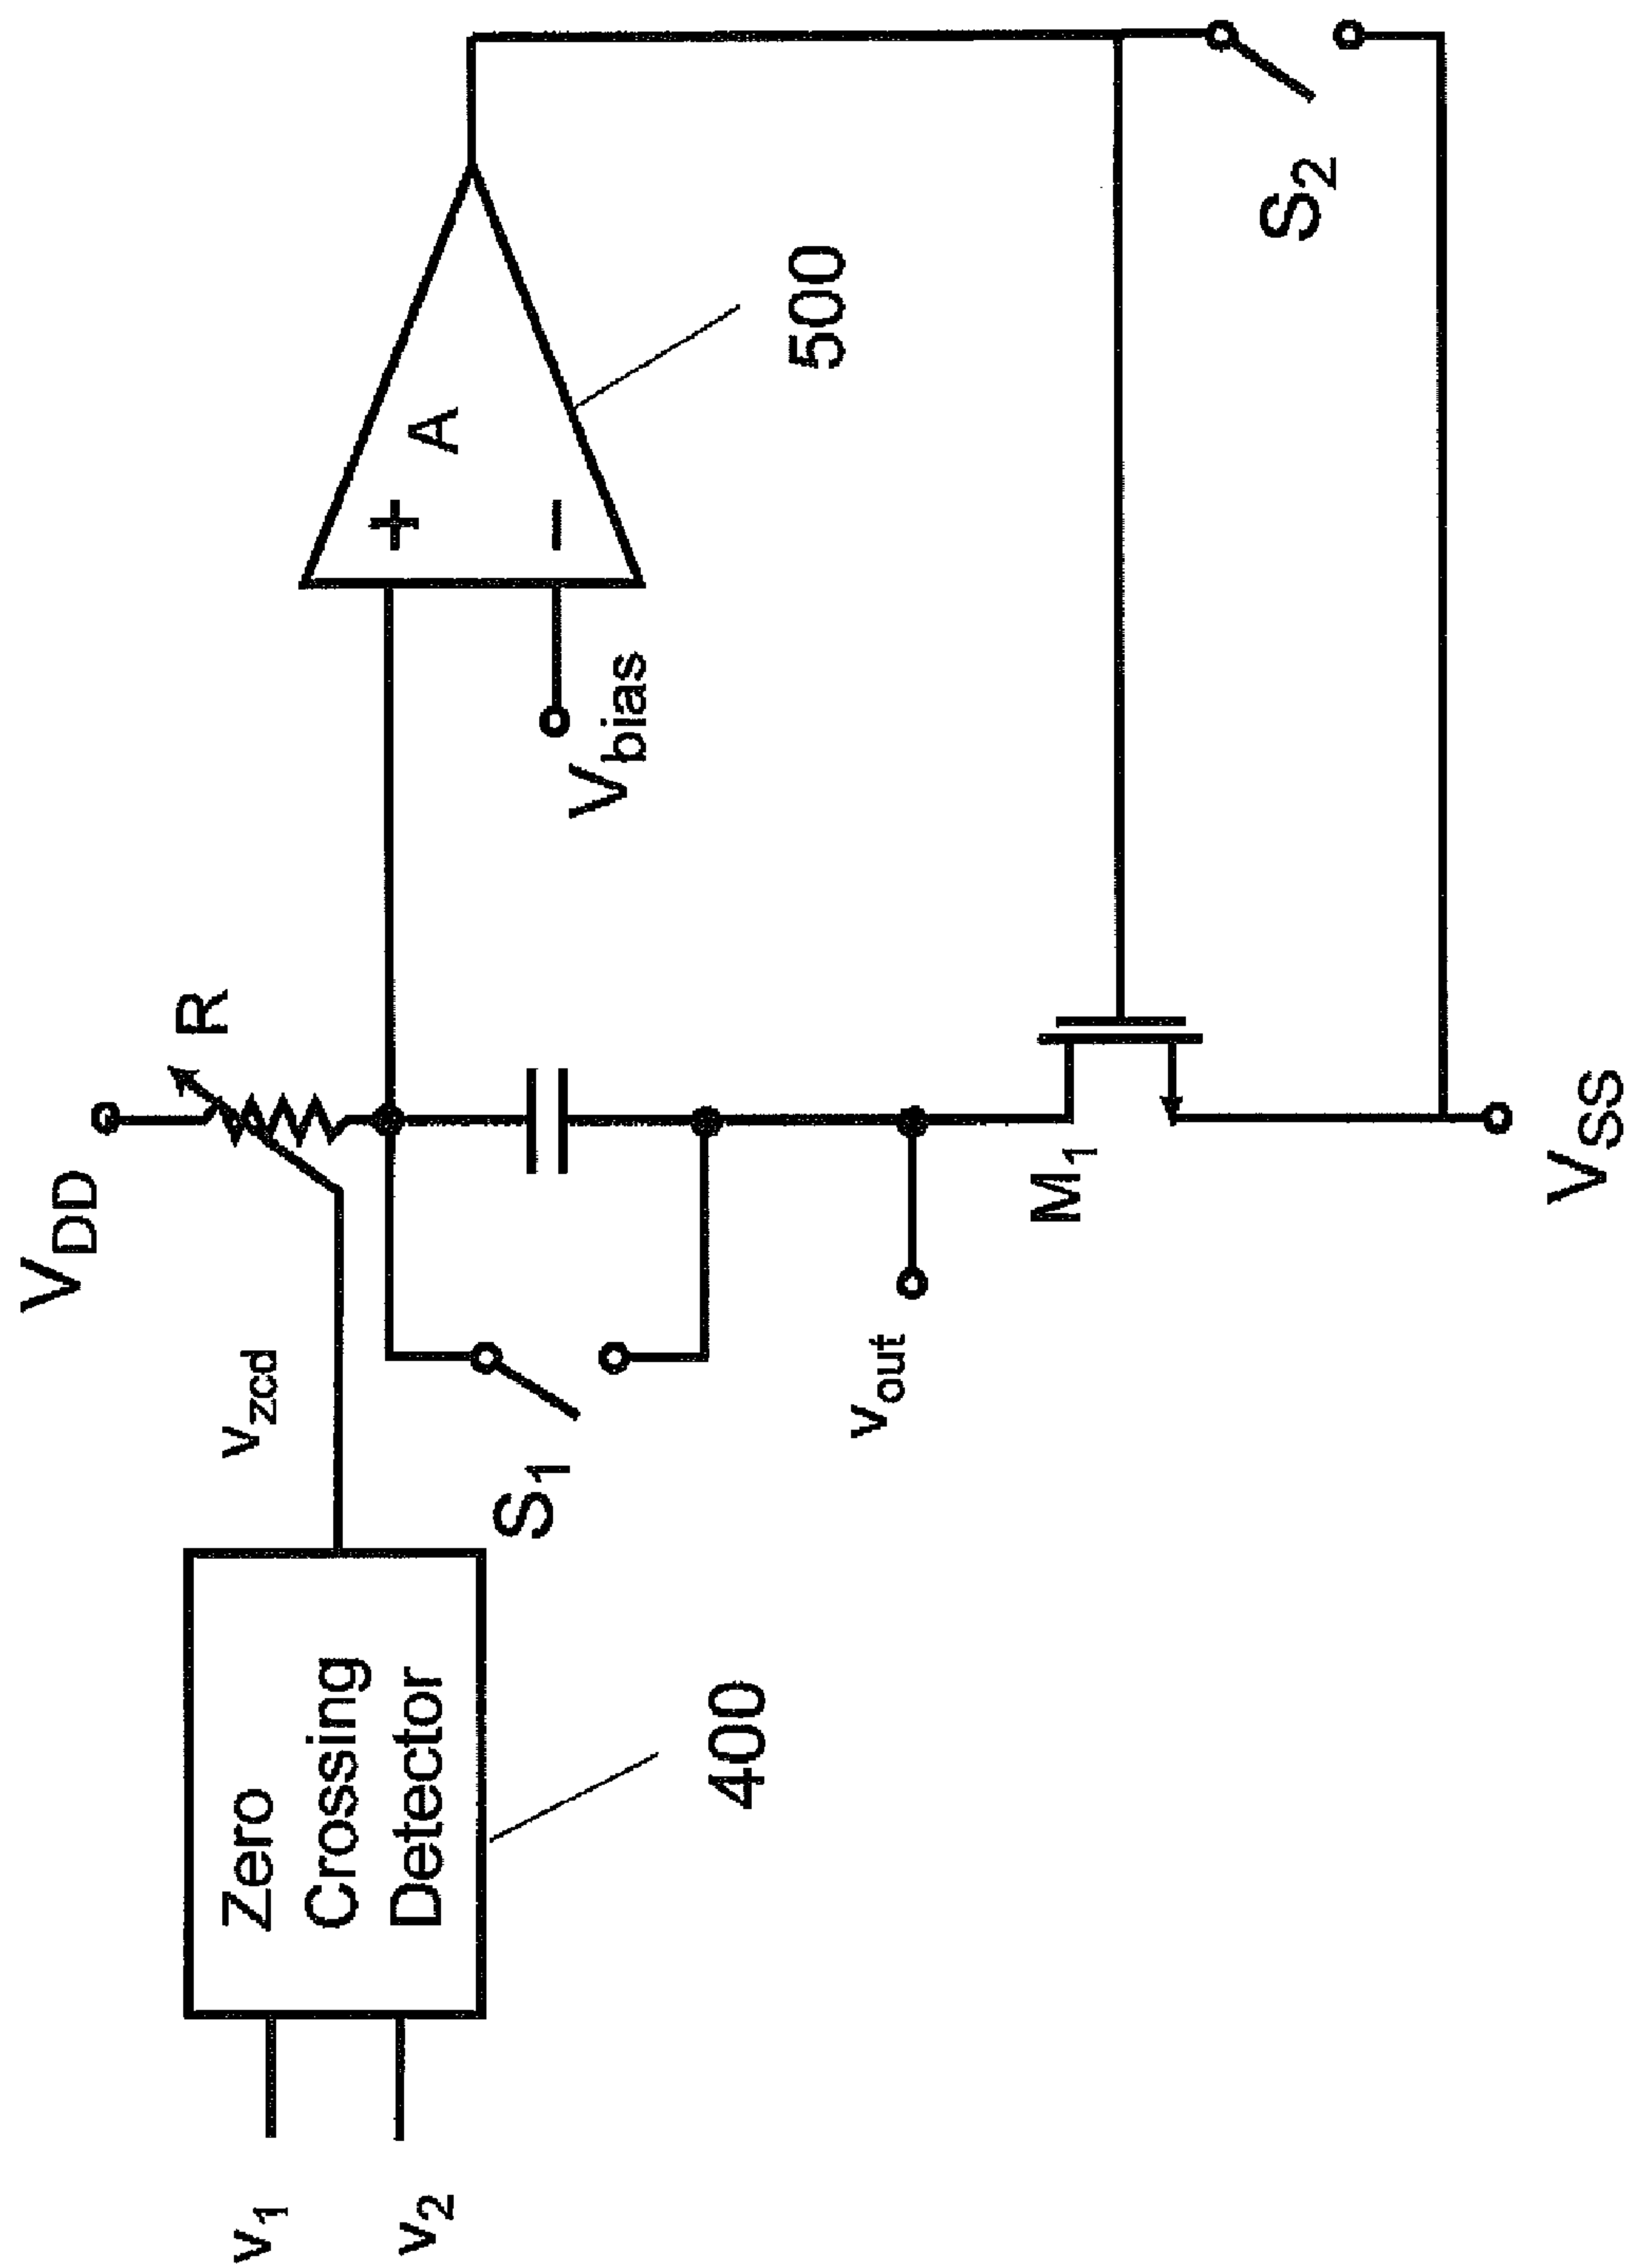 V_DD
R
v_zcd
Zero
Crossing
Detector
v_1
v_2
400
S_1
+
−
A
500
V_bias
v_out
M_1
S_2
V_SS